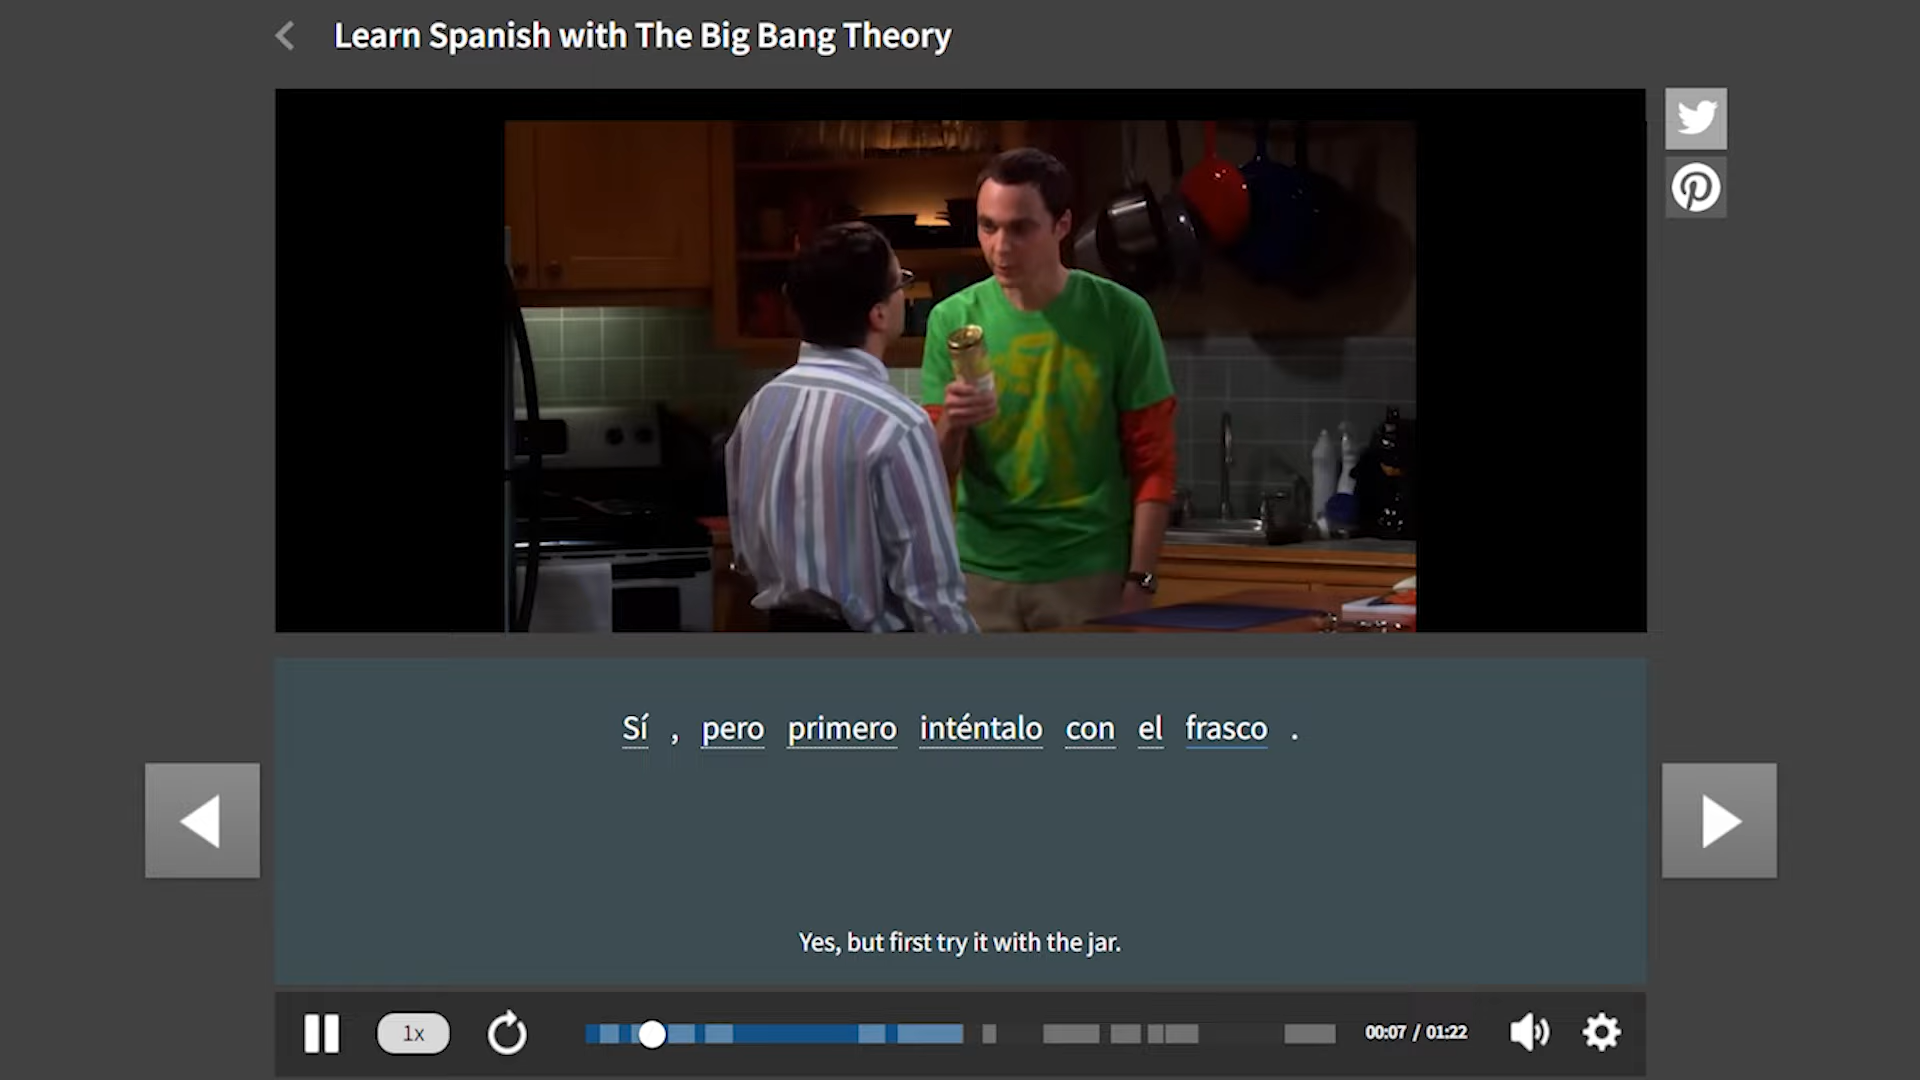 Learn Spanish with The Big Bang Theory
Sí , pero primero inténtalo con el frasco .
Yes, but first try it with the jar.
1x
00:07 / 01:22